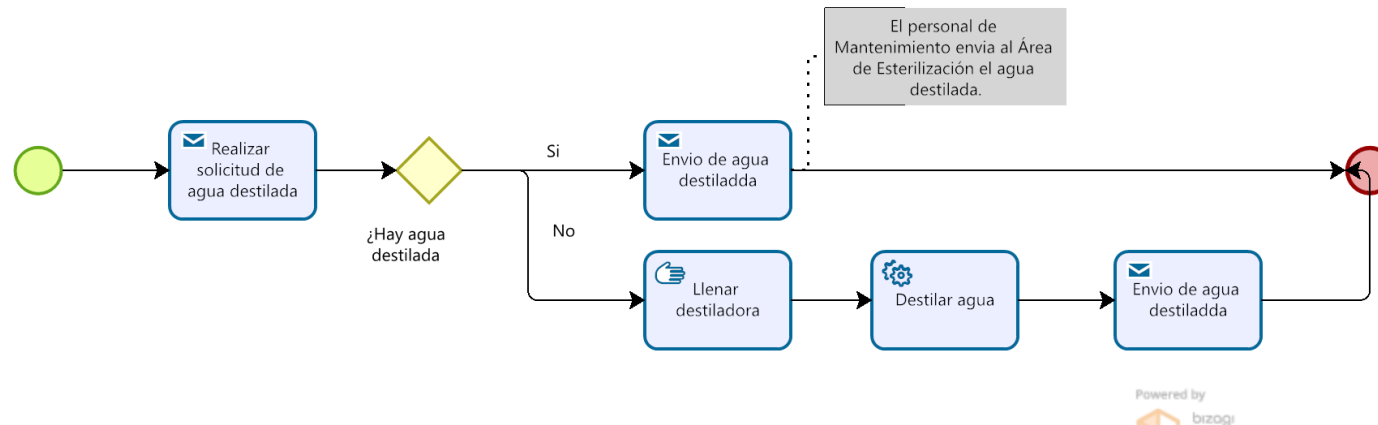 El personal de
Mantenimiento envia al Área
de Esterilización el agua
destilada.
Realizar
solicitud de
agua destilada
¿Hay agua
destilada
Si
No
Envio de agua
destiladda
Llenar
destiladora
Destilar agua
Envio de agua
destiladda
Powered by
bizagi